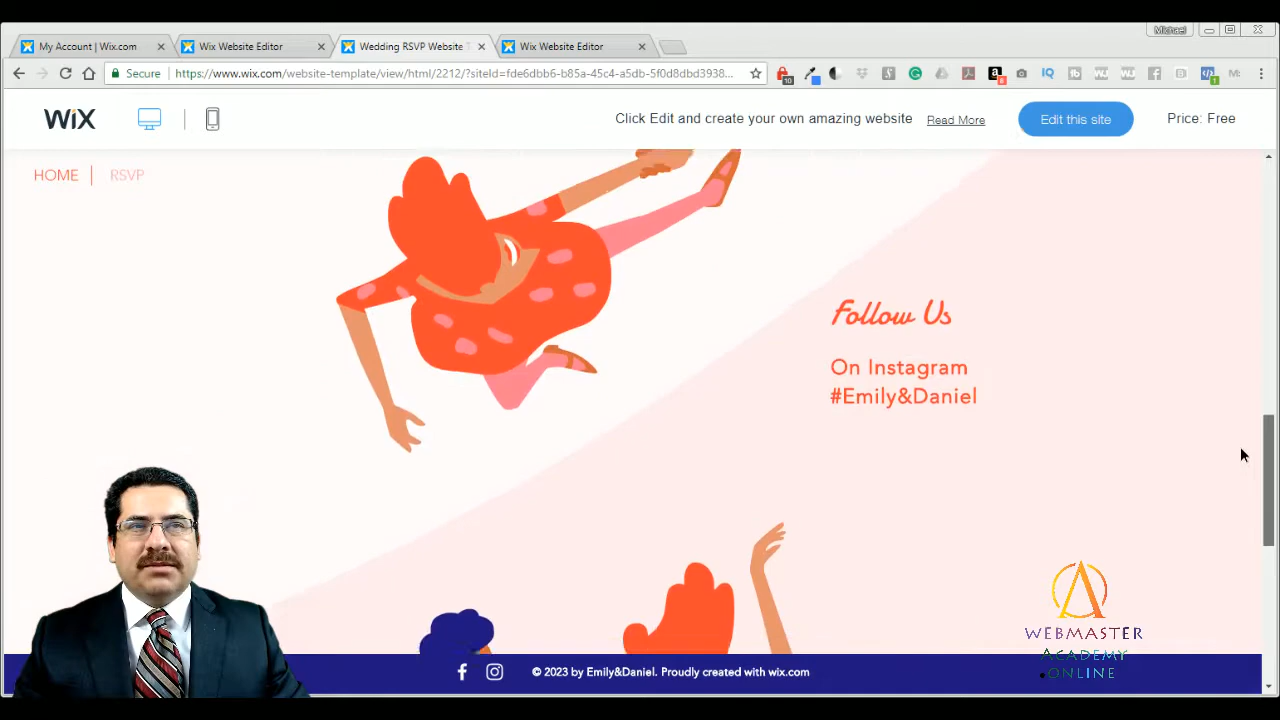 Michael
My Account | Wix.com
Wix Website Editor
Wedding RSVP Website T
Wix Website Editor
Secure
https://www.wix.com/website-template/view/html/2212/?siteId=fde6dbb6-b85a-45c4-a5db-5f0d8dbd3938...
WiX
Click Edit and create your own amazing website
Read More
Edit this site
Price: Free
HOME
RSVP
Follow Us
On Instagram
#Emily&Daniel
WEBMASTER
ACADEMY
.ONLINE
© 2023 by Emily&Daniel. Proudly created with wix.com